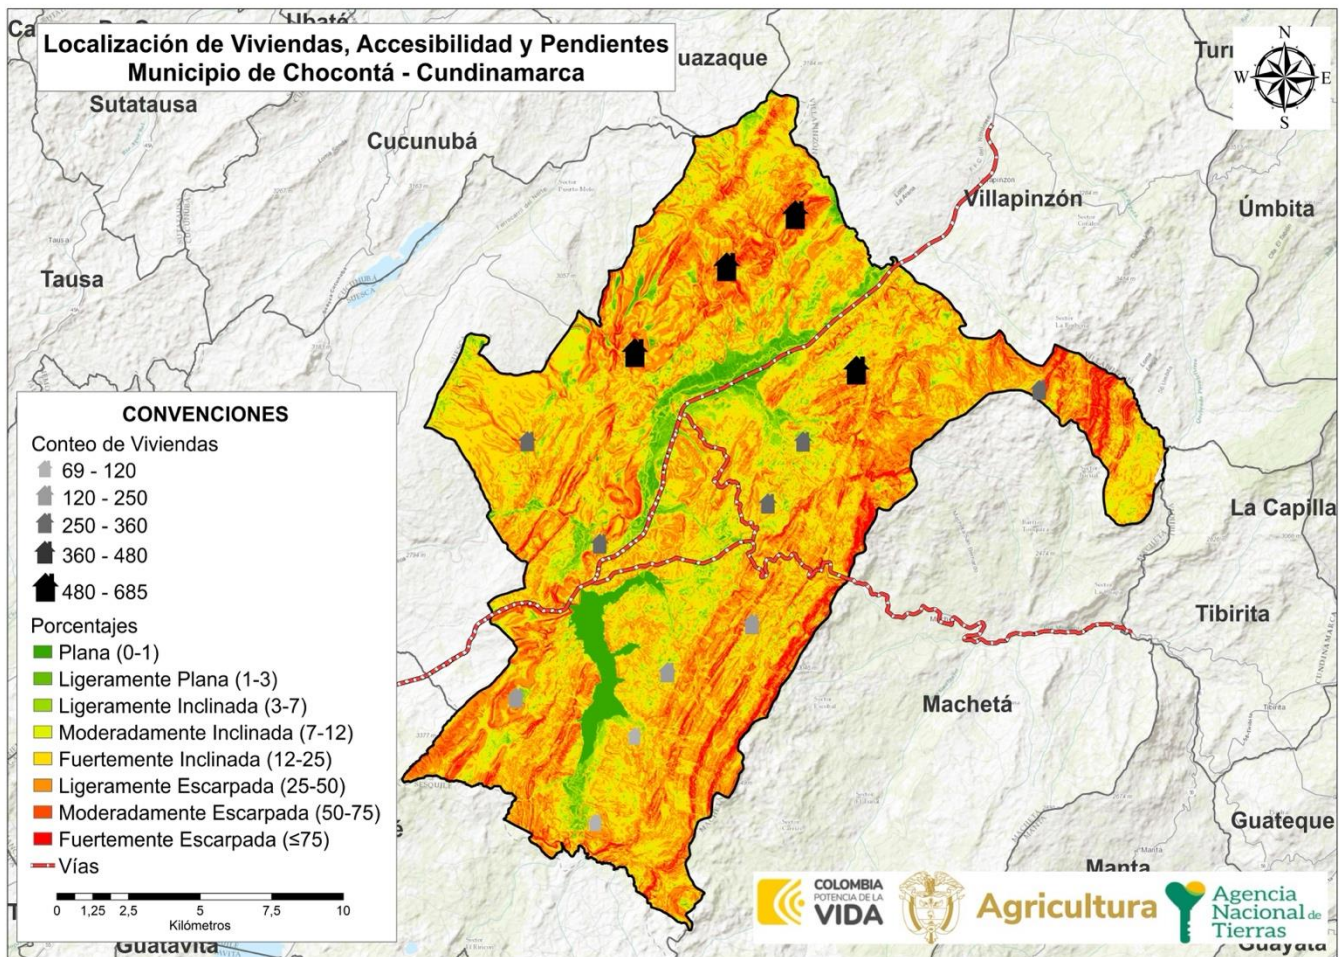 Localización de Viviendas, Accesibilidad y Pendientes
Municipio de Chocontá - Cundinamarca
Ubaté
uazaque
N
W E
S
Sutatausa
Cucunubá
Villapinzón
Úmbita
Tausa
CONVENCIONES
Conteo de Viviendas
69 - 120
120 - 250
250 - 360
360 - 480
480 - 685
Porcentajes
Plana (0-1)
Ligeramente Plana (1-3)
Ligeramente Inclinada (3-7)
Moderadamente Inclinada (7-12)
Fuertemente Inclinada (12-25)
Ligeramente Escarpada (25-50)
Moderadamente Escarpada (50-75)
Fuertemente Escarpada (≤75)
Vías
0 1,25 2,5 5 7,5 10
Kilómetros
La Capilla
Tibirita
Machetá
Guateque
Manta
Guatavita
Guayatá
COLOMBIA
POTENCIA DE LA
VIDA
Agricultura
Agencia
Nacional de
Tierras